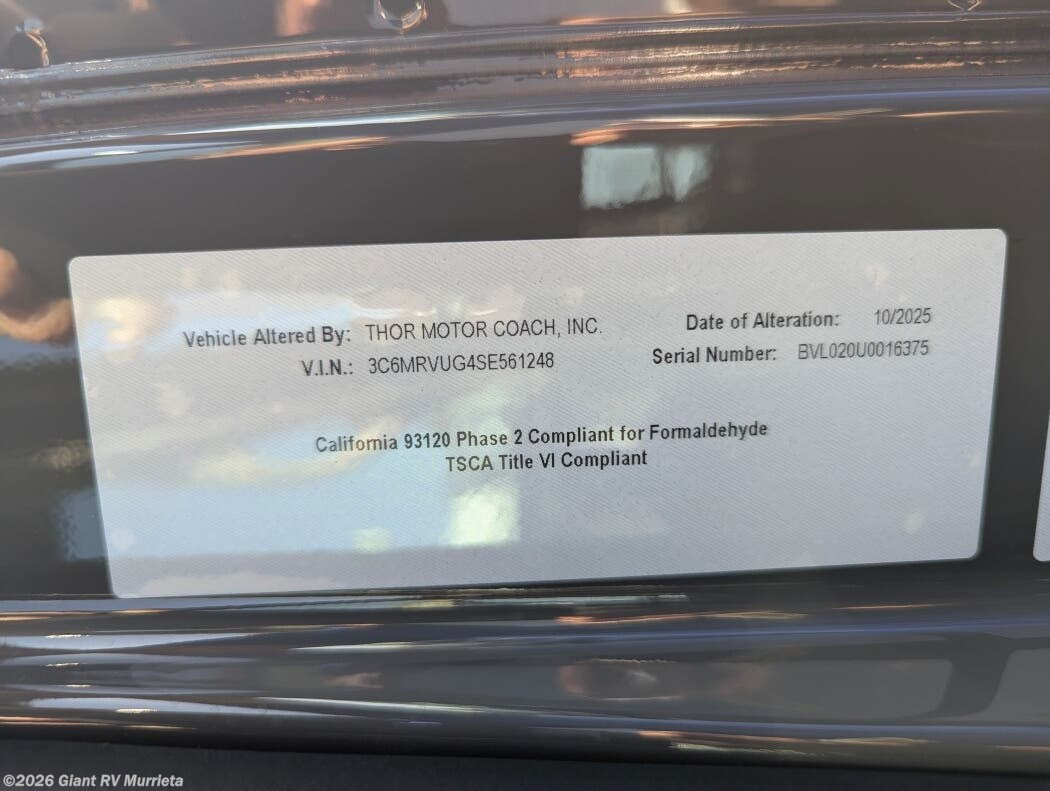 Vehicle Altered By: THOR MOTOR COACH, INC. Date of Alteration: 10/2025
V.I.N.: 3C6MRVUG4SE561248 Serial Number: BVL020U0016375
California 93120 Phase 2 Compliant for Formaldehyde
TSCA Title VI Compliant
©2026 Giant RV Murrieta